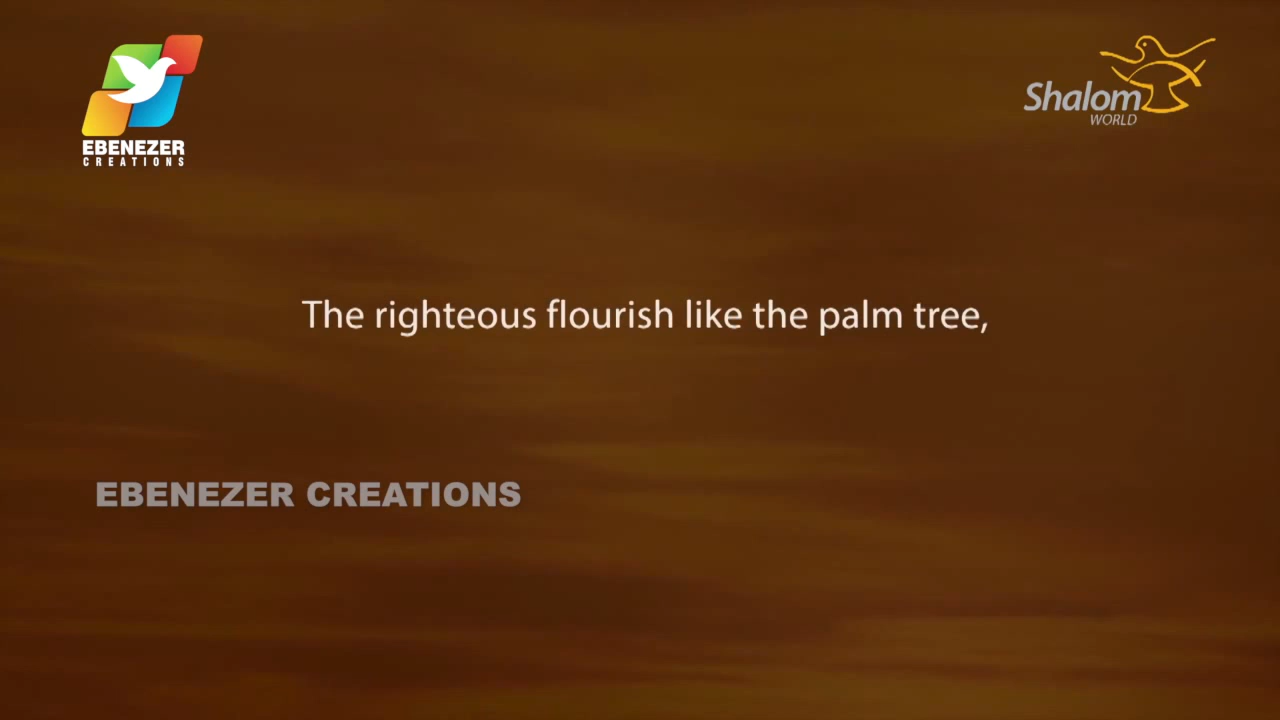 EBENEZER
CREATIONS
Shalom
WORLD
The righteous flourish like the palm tree,
EBENEZER CREATIONS